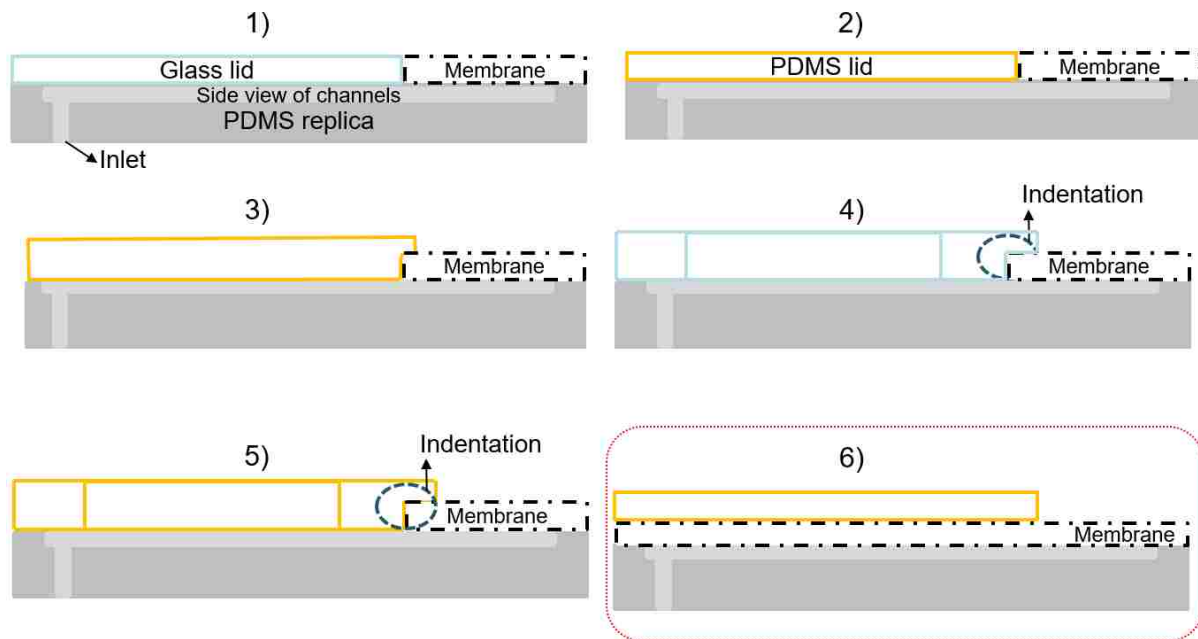 1)
Glass lid
Membrane
Side view of channels
PDMS replica
Inlet
2)
PDMS lid
Membrane
3)
Membrane
4)
Indentation
Membrane
5)
Indentation
Membrane
6)
Membrane